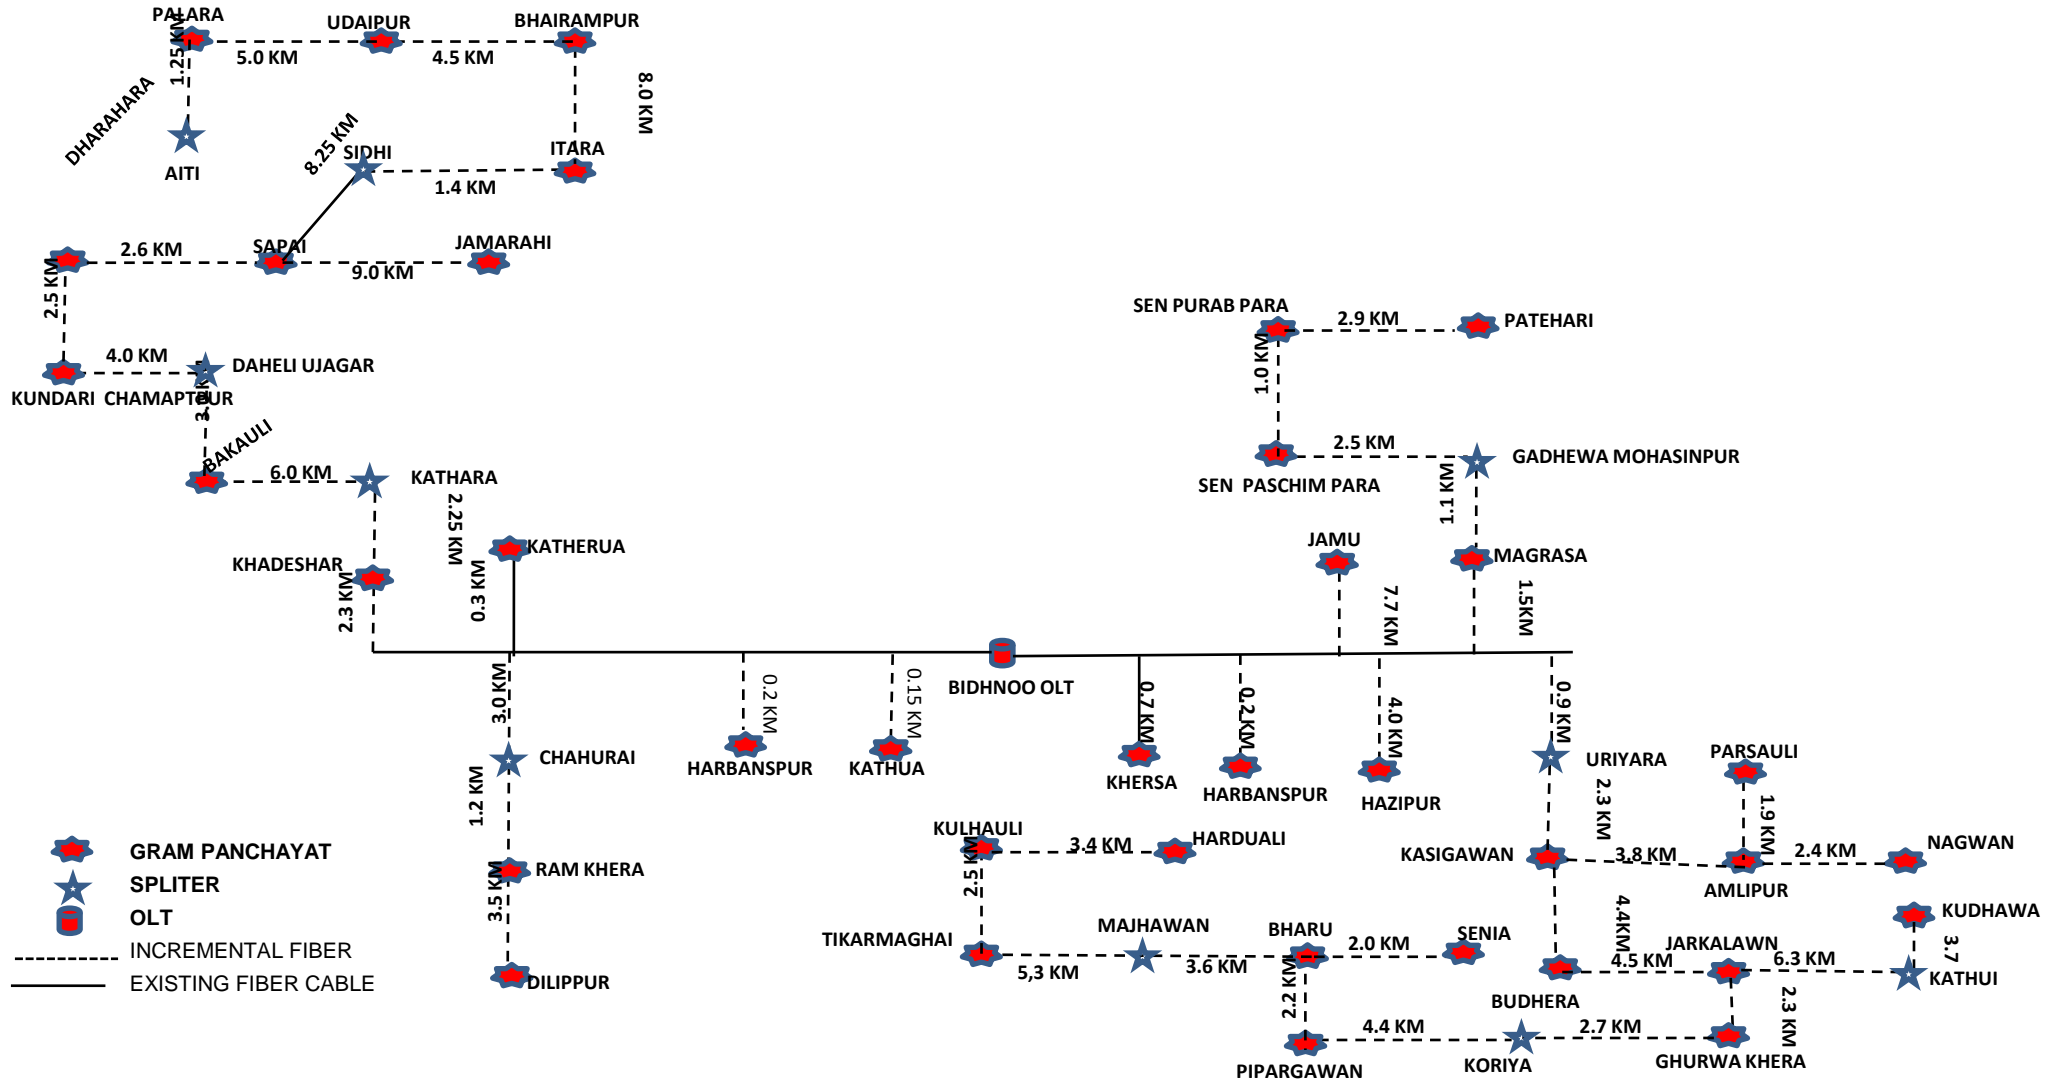 PALARA
UDAIPUR
BHAIRAMPUR
1.25 KM
5.0 KM
4.5 KM
8.0 KM
DHARAHARA
AITI
8.25 KM
SIDHI
ITARA
1.4 KM
2.6 KM
SAPAI
JAMARAHI
9.0 KM
2.5 KM
4.0 KM
DAHELI UJAGAR
KUNDARI CHAMAPTPUR
BAKAULI
6.0 KM
KATHARA
2.25 KM
KATHERUA
KHADESHAR
2.3 KM
0.3 KM
SEN PURAB PARA
2.9 KM
PATEHARI
1.0 KM
2.5 KM
GADHEWA MOHASINPUR
SEN PASCHIM PARA
1.1 KM
JAMU
MAGRASA
7.7 KM
1.5KM
BIDHNOO OLT
3.0 KM
0.2 KM
0.15 KM
0.7 KM
0.2 KM
4.0 KM
0.9 KM
CHAHURAI
HARBANSPUR
KATHUA
KHERSA
HARBANSPUR
HAZIPUR
URIYARA
PARSAULI
1.2 KM
2.3 KM
1.9 KM
KULHAULI
3.4 KM
HARDUALI
KASIGAWAN
3.8 KM
2.4 KM
NAGWAN
AMLIPUR
RAM KHERA
3.5 KM
2.5 KM
KUDHAWA
TIKARMAGHAI
MAJHAWAN
BHARU
2.0 KM
SENIA
4.4KM
JARKALAWN
3.7
5,3 KM
3.6 KM
4.5 KM
6.3 KM
KATHUI
DILIPPUR
2.2 KM
BUDHERA
2.3 KM
4.4 KM
2.7 KM
PIPARGAWAN
KORIYA
GHURWA KHERA
GRAM PANCHAYAT
SPLITER
OLT
INCREMENTAL FIBER
EXISTING FIBER CABLE